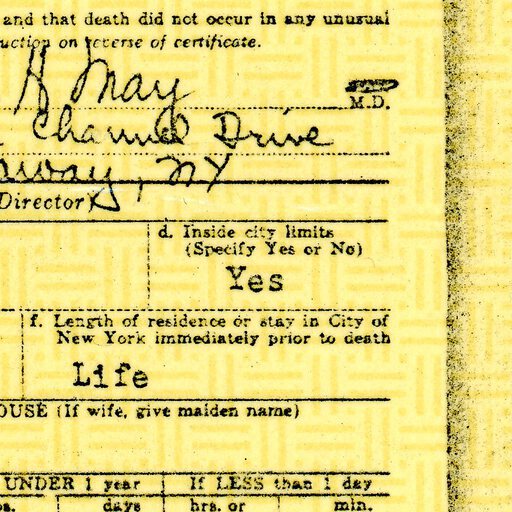 and that death did not occur in any unusual
uction on reverse of certificate.
H May
M.D.
Channel Drive
away, NY
Director)
d. Inside city limits
(Specify Yes or No)
Yes
f. Length of residence or stay in City of
New York immediately prior to death
Life
OUSE (If wife, give maiden name)
UNDER 1 year If LESS than 1 day
os. days hrs. or min.